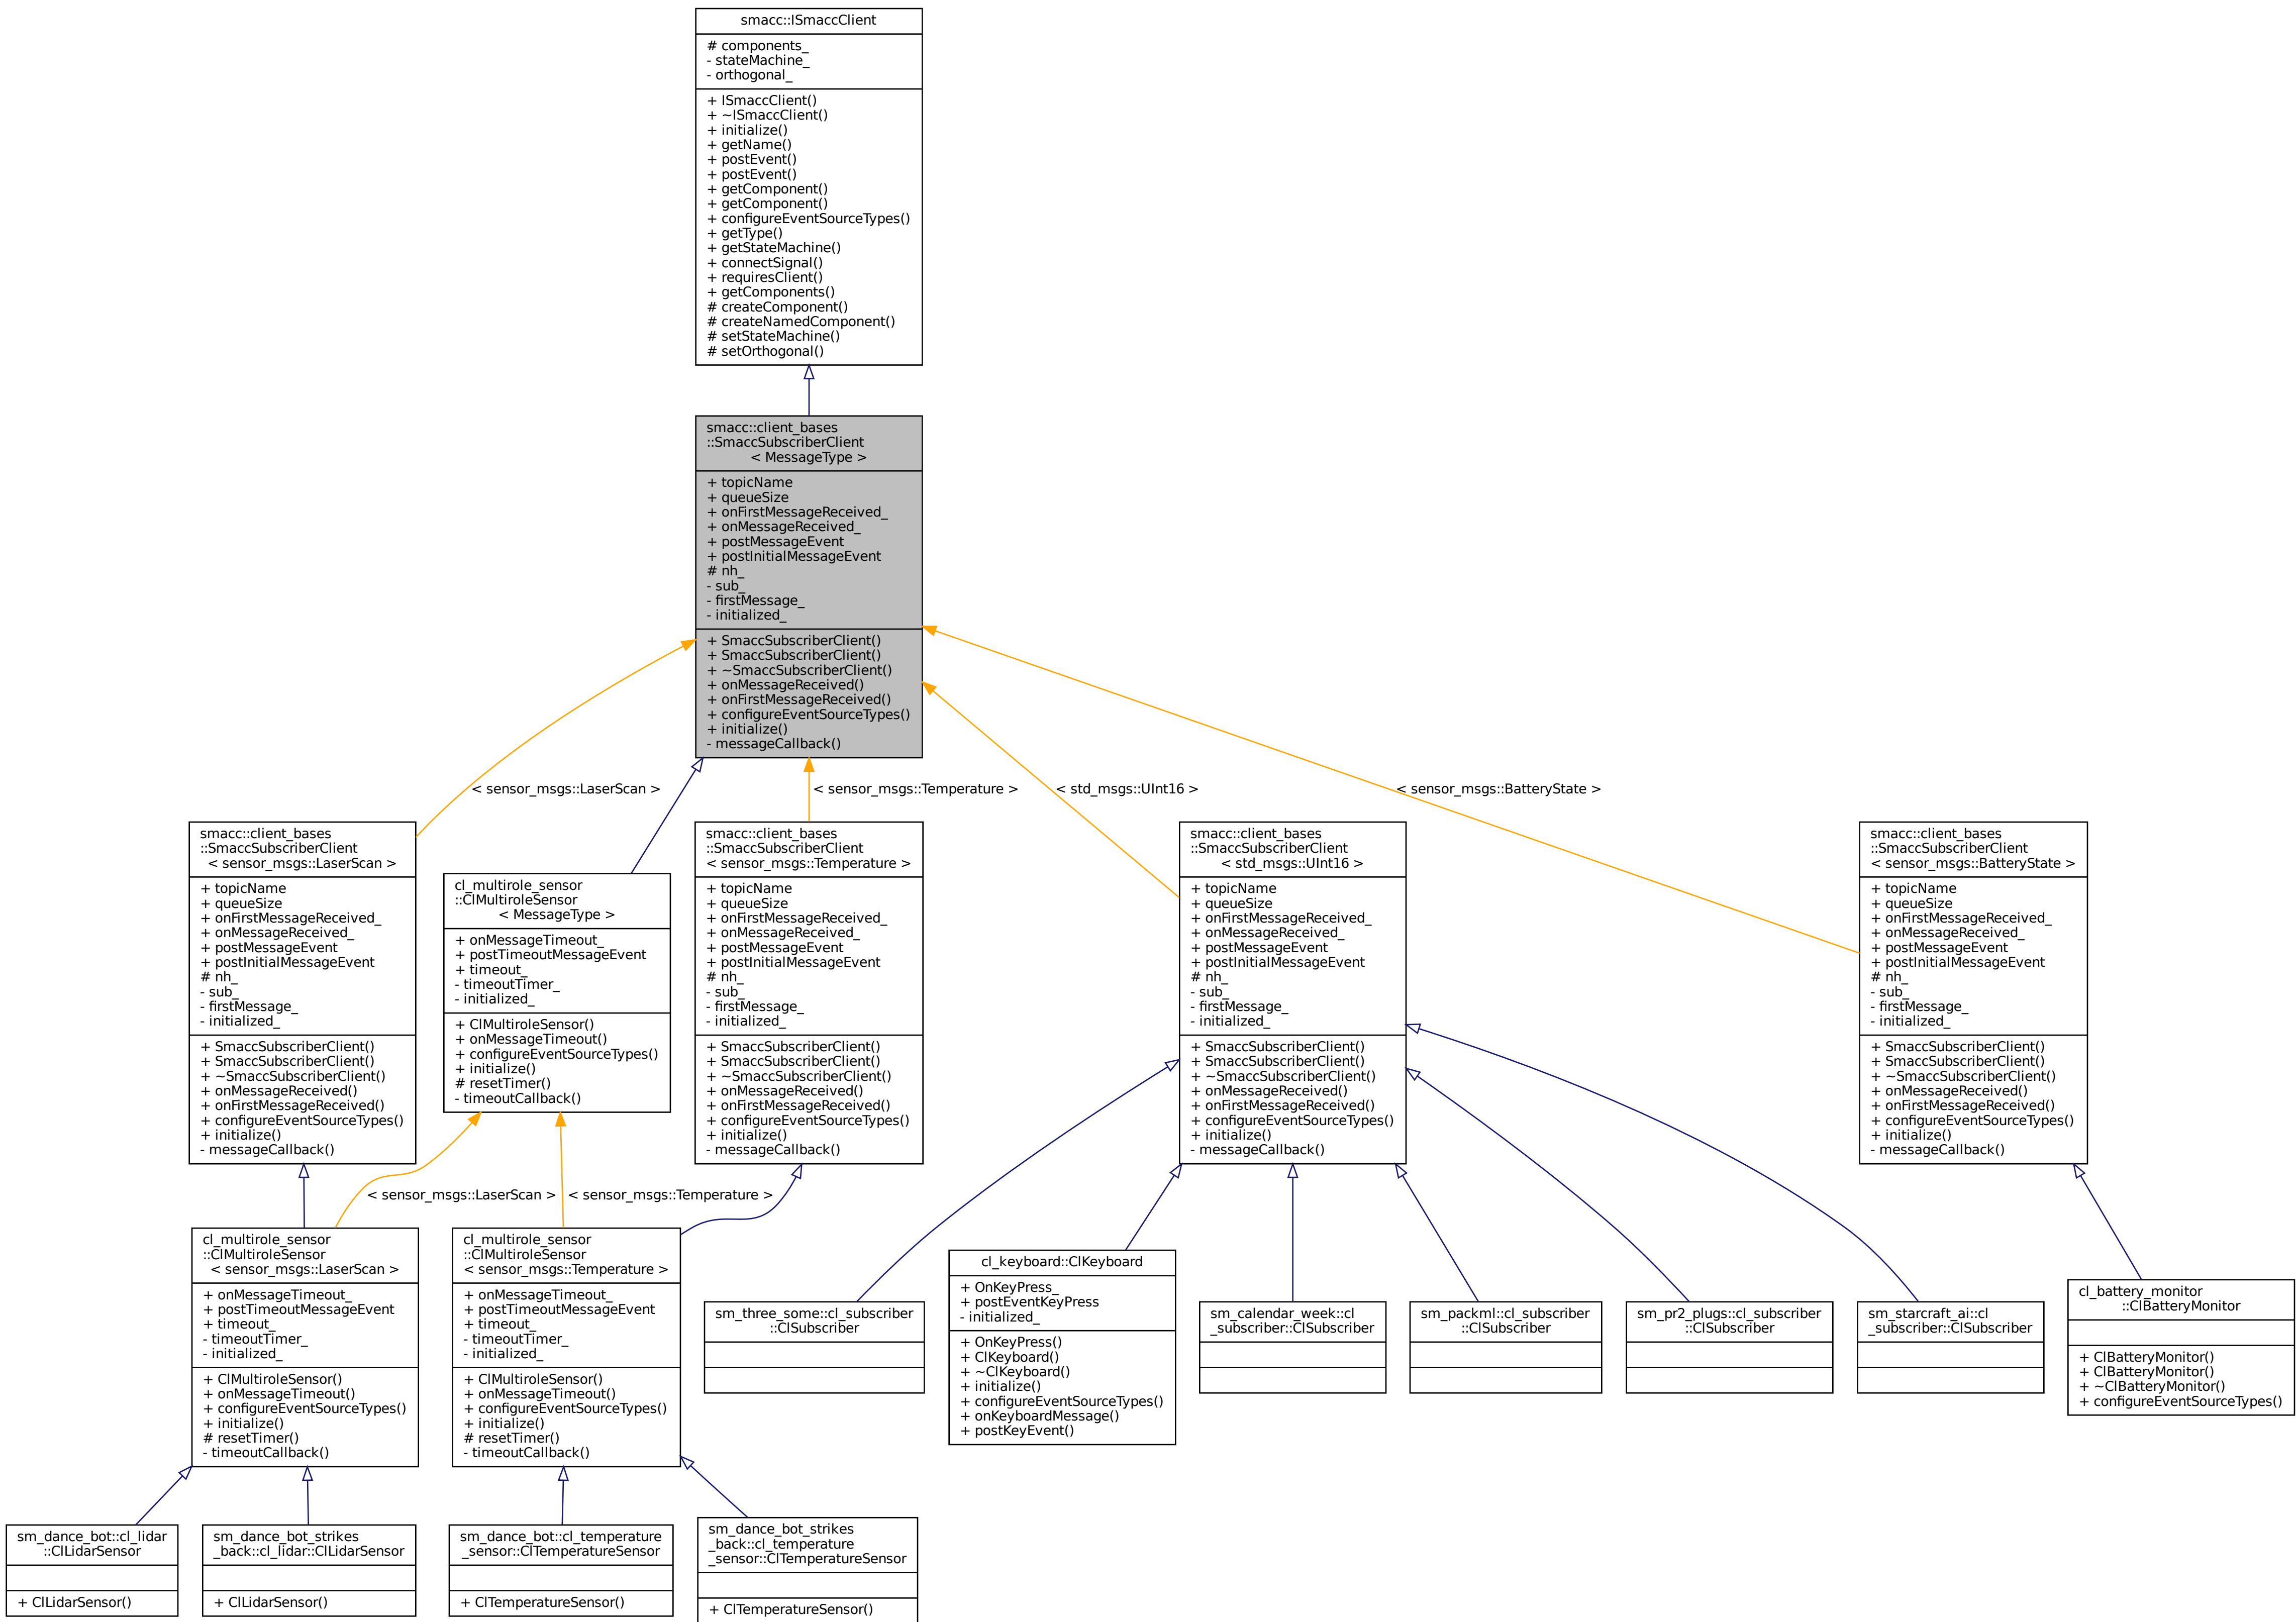 smacc::ISmaccClient
# components_
- stateMachine_
- orthogonal_
+ ISmaccClient()
+ ~ISmaccClient()
+ initialize()
+ getName()
+ postEvent()
+ postEvent()
+ getComponent()
+ getComponent()
+ configureEventSourceTypes()
+ getType()
+ getStateMachine()
+ connectSignal()
+ requiresClient()
+ getComponents()
# createComponent()
# createNamedComponent()
# setStateMachine()
# setOrthogonal()
smacc::client_bases
::SmaccSubscriberClient
< MessageType >
+ topicName
+ queueSize
+ onFirstMessageReceived_
+ onMessageReceived_
+ postMessageEvent
+ postInitialMessageEvent
# nh_
- sub_
- firstMessage_
- initialized_
+ SmaccSubscriberClient()
+ SmaccSubscriberClient()
+ ~SmaccSubscriberClient()
+ onMessageReceived()
+ onFirstMessageReceived()
+ configureEventSourceTypes()
+ initialize()
- messageCallback()
< sensor_msgs::LaserScan >
< sensor_msgs::Temperature >
< std_msgs::UInt16 >
< sensor_msgs::BatteryState >
smacc::client_bases
::SmaccSubscriberClient
< sensor_msgs::LaserScan >
+ topicName
+ queueSize
+ onFirstMessageReceived_
+ onMessageReceived_
+ postMessageEvent
+ postInitialMessageEvent
# nh_
- sub_
- firstMessage_
- initialized_
+ SmaccSubscriberClient()
+ SmaccSubscriberClient()
+ ~SmaccSubscriberClient()
+ onMessageReceived()
+ onFirstMessageReceived()
+ configureEventSourceTypes()
+ initialize()
- messageCallback()
cl_multirole_sensor
::ClMultiroleSensor
< MessageType >
+ onMessageTimeout_
+ postTimeoutMessageEvent
+ timeout_
- timeoutTimer_
- initialized_
+ ClMultiroleSensor()
+ onMessageTimeout()
+ configureEventSourceTypes()
+ initialize()
# resetTimer()
- timeoutCallback()
smacc::client_bases
::SmaccSubscriberClient
< sensor_msgs::Temperature >
+ topicName
+ queueSize
+ onFirstMessageReceived_
+ onMessageReceived_
+ postMessageEvent
+ postInitialMessageEvent
# nh_
- sub_
- firstMessage_
- initialized_
+ SmaccSubscriberClient()
+ SmaccSubscriberClient()
+ ~SmaccSubscriberClient()
+ onMessageReceived()
+ onFirstMessageReceived()
+ configureEventSourceTypes()
+ initialize()
- messageCallback()
smacc::client_bases
::SmaccSubscriberClient
< std_msgs::UInt16 >
+ topicName
+ queueSize
+ onFirstMessageReceived_
+ onMessageReceived_
+ postMessageEvent
+ postInitialMessageEvent
# nh_
- sub_
- firstMessage_
- initialized_
+ SmaccSubscriberClient()
+ SmaccSubscriberClient()
+ ~SmaccSubscriberClient()
+ onMessageReceived()
+ onFirstMessageReceived()
+ configureEventSourceTypes()
+ initialize()
- messageCallback()
smacc::client_bases
::SmaccSubscriberClient
< sensor_msgs::BatteryState >
+ topicName
+ queueSize
+ onFirstMessageReceived_
+ onMessageReceived_
+ postMessageEvent
+ postInitialMessageEvent
# nh_
- sub_
- firstMessage_
- initialized_
+ SmaccSubscriberClient()
+ SmaccSubscriberClient()
+ ~SmaccSubscriberClient()
+ onMessageReceived()
+ onFirstMessageReceived()
+ configureEventSourceTypes()
+ initialize()
- messageCallback()
< sensor_msgs::LaserScan >
< sensor_msgs::Temperature >
cl_multirole_sensor
::ClMultiroleSensor
< sensor_msgs::LaserScan >
+ onMessageTimeout_
+ postTimeoutMessageEvent
+ timeout_
- timeoutTimer_
- initialized_
+ ClMultiroleSensor()
+ onMessageTimeout()
+ configureEventSourceTypes()
+ initialize()
# resetTimer()
- timeoutCallback()
cl_multirole_sensor
::ClMultiroleSensor
< sensor_msgs::Temperature >
+ onMessageTimeout_
+ postTimeoutMessageEvent
+ timeout_
- timeoutTimer_
- initialized_
+ ClMultiroleSensor()
+ onMessageTimeout()
+ configureEventSourceTypes()
+ initialize()
# resetTimer()
- timeoutCallback()
sm_three_some::cl_subscriber
::ClSubscriber
cl_keyboard::ClKeyboard
+ OnKeyPress_
+ postEventKeyPress
- initialized_
+ OnKeyPress()
+ ClKeyboard()
+ ~ClKeyboard()
+ initialize()
+ configureEventSourceTypes()
+ onKeyboardMessage()
+ postKeyEvent()
sm_calendar_week::cl
_subscriber::ClSubscriber
sm_packml::cl_subscriber
::ClSubscriber
sm_pr2_plugs::cl_subscriber
::ClSubscriber
sm_starcraft_ai::cl
_subscriber::ClSubscriber
cl_battery_monitor
::ClBatteryMonitor
+ ClBatteryMonitor()
+ ClBatteryMonitor()
+ ~ClBatteryMonitor()
+ configureEventSourceTypes()
sm_dance_bot::cl_lidar
::ClLidarSensor
+ ClLidarSensor()
sm_dance_bot_strikes
_back::cl_lidar::ClLidarSensor
+ ClLidarSensor()
sm_dance_bot::cl_temperature
_sensor::ClTemperatureSensor
+ ClTemperatureSensor()
sm_dance_bot_strikes
_back::cl_temperature
_sensor::ClTemperatureSensor
+ ClTemperatureSensor()